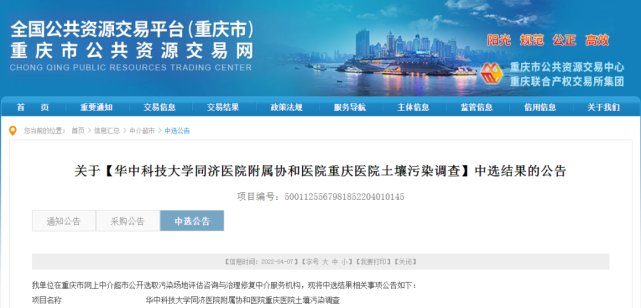 全国公共资源交易平台(重庆市)
重庆市公共资源交易网
CHONG QING PUBLIC RESOURCES TRADING CENTER
阳光 规范 公正 高效
重庆市公共资源交易中心
重庆联合产权交易所集团
首 页 重要通知 交易信息 交易结果 政策法规 服务导航 主体信息 监管信息 信用信息 关于我们
您当前的位置: 首页 > 信息汇总 > 中介超市 > 中选公告
关于【华中科技大学同济医院附属协和医院重庆医院土壤污染调查】中选结果的公告
项目编号: 5001125567981852204010145
通知公告 采购公告 中选公告
【信息时间: 2022-04-07】【字号 大 中 小】【我要打印】【关闭】
我单位在重庆市网上中介超市公开选取污染场地评估咨询与治理修复中介服务机构，现将中选结果相关事项公告如下:
项目名称 华中科技大学同济医院附属协和医院重庆医院土壤污染调查